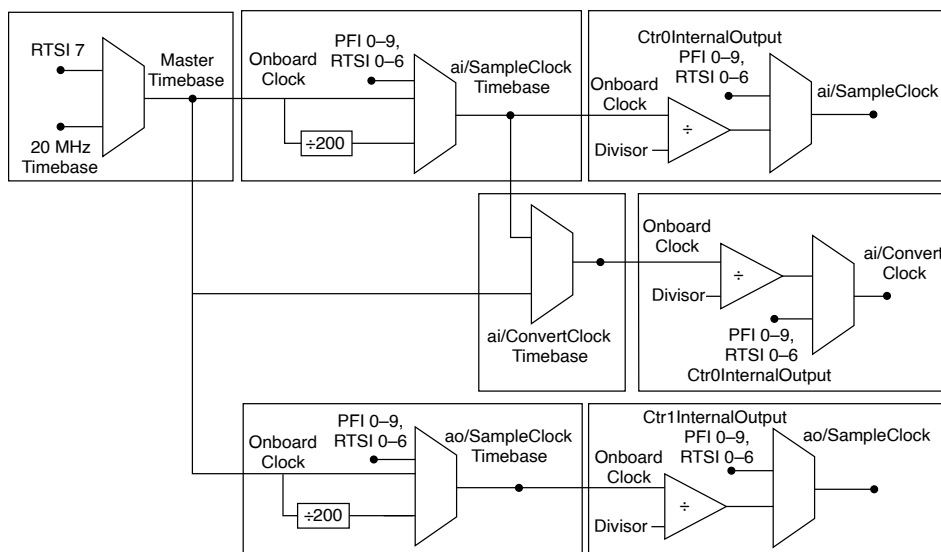 RTSI 7
Master
Timebase
20 MHz
Timebase
Onboard
Clock
PFI 0–9,
RTSI 0–6
÷200
ai/SampleClock
Timebase
Onboard
Clock
Divisor
÷
Ctr0InternalOutput
PFI 0–9,
RTSI 0–6
ai/SampleClock
ai/ConvertClock
Timebase
Onboard
Clock
Divisor
÷
PFI 0–9,
RTSI 0–6
Ctr0InternalOutput
ai/Convert
Clock
Onboard
Clock
PFI 0–9,
RTSI 0–6
÷200
ao/SampleClock
Timebase
Onboard
Clock
Divisor
÷
Ctr1InternalOutput
PFI 0–9,
RTSI 0–6
ao/SampleClock